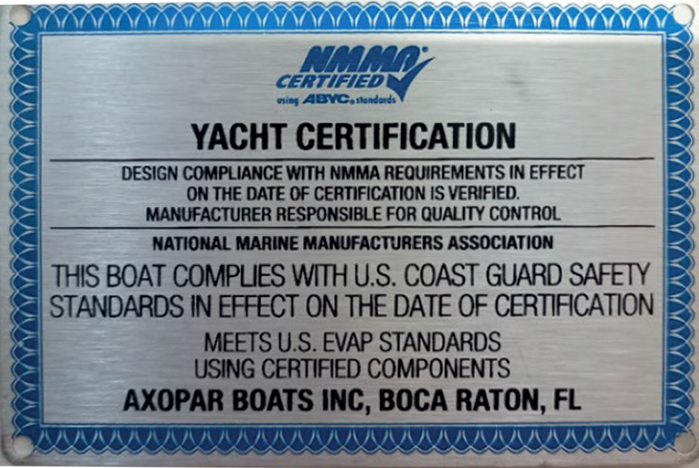 NMMA®
CERTIFIED
using ABYC® standards
YACHT CERTIFICATION
DESIGN COMPLIANCE WITH NMMA REQUIREMENTS IN EFFECT
ON THE DATE OF CERTIFICATION IS VERIFIED.
MANUFACTURER RESPONSIBLE FOR QUALITY CONTROL
NATIONAL MARINE MANUFACTURERS ASSOCIATION
THIS BOAT COMPLIES WITH U.S. COAST GUARD SAFETY
STANDARDS IN EFFECT ON THE DATE OF CERTIFICATION
MEETS U.S. EVAP STANDARDS
USING CERTIFIED COMPONENTS
AXOPAR BOATS INC, BOCA RATON, FL